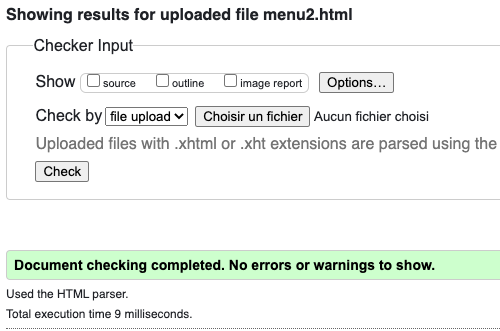 Showing results for uploaded file menu2.html
Checker Input
Show source outline image report Options...
Check by file upload Choisir un fichier Aucun fichier choisi
Uploaded files with .xhtml or .xht extensions are parsed using the
Check
Document checking completed. No errors or warnings to show.
Used the HTML parser.
Total execution time 9 milliseconds.